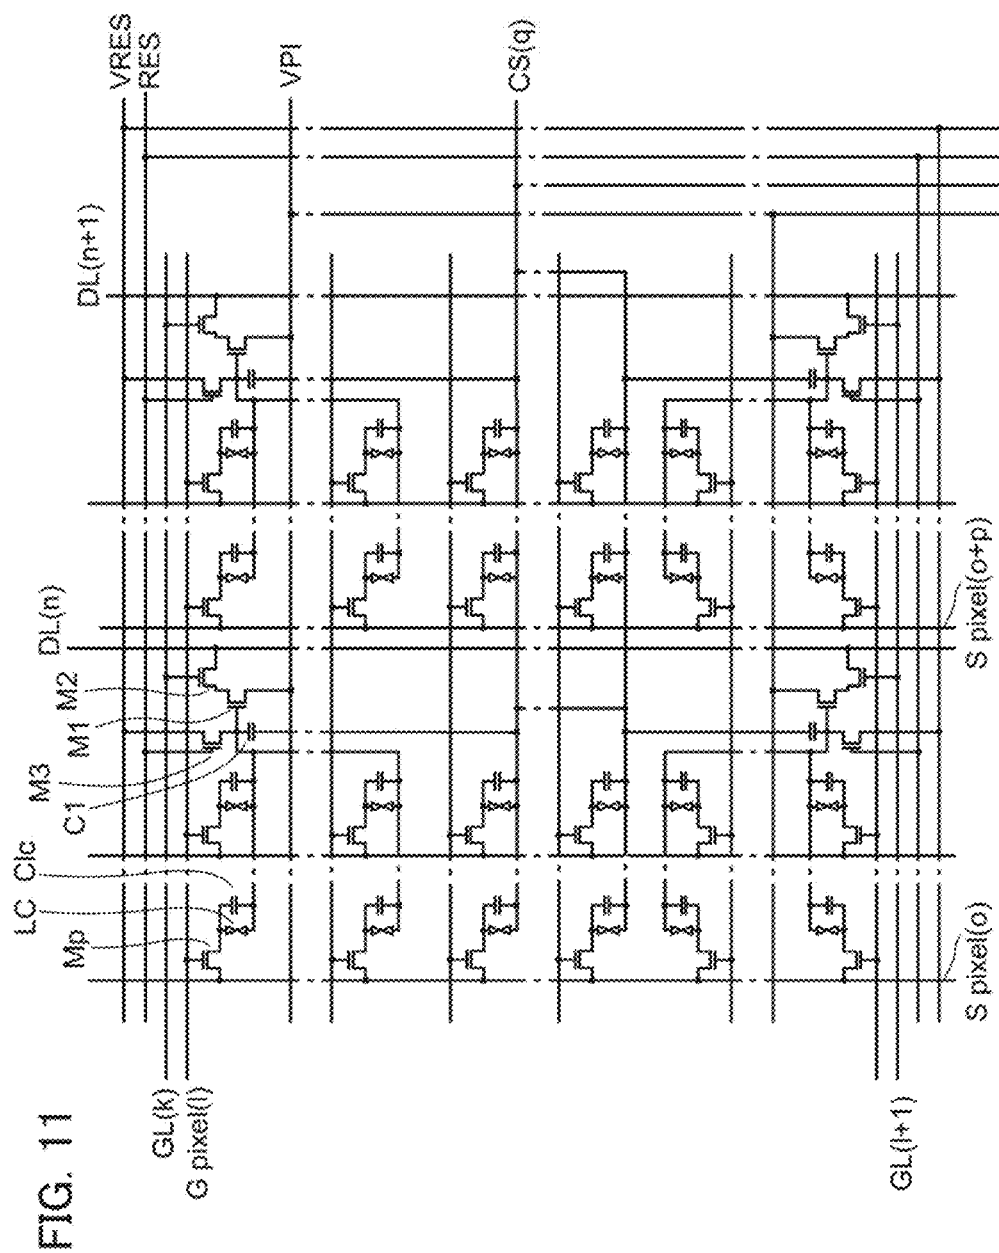 FIG. 11
GL(k)
G pixel(l)
GL(l+1)
Mp
LC
Clc
C1
M3
M1
M2
DL(n)
DL(n+1)
VRES
RES
VPI
CS(q)
S pixel(o)
S pixel(o+p)